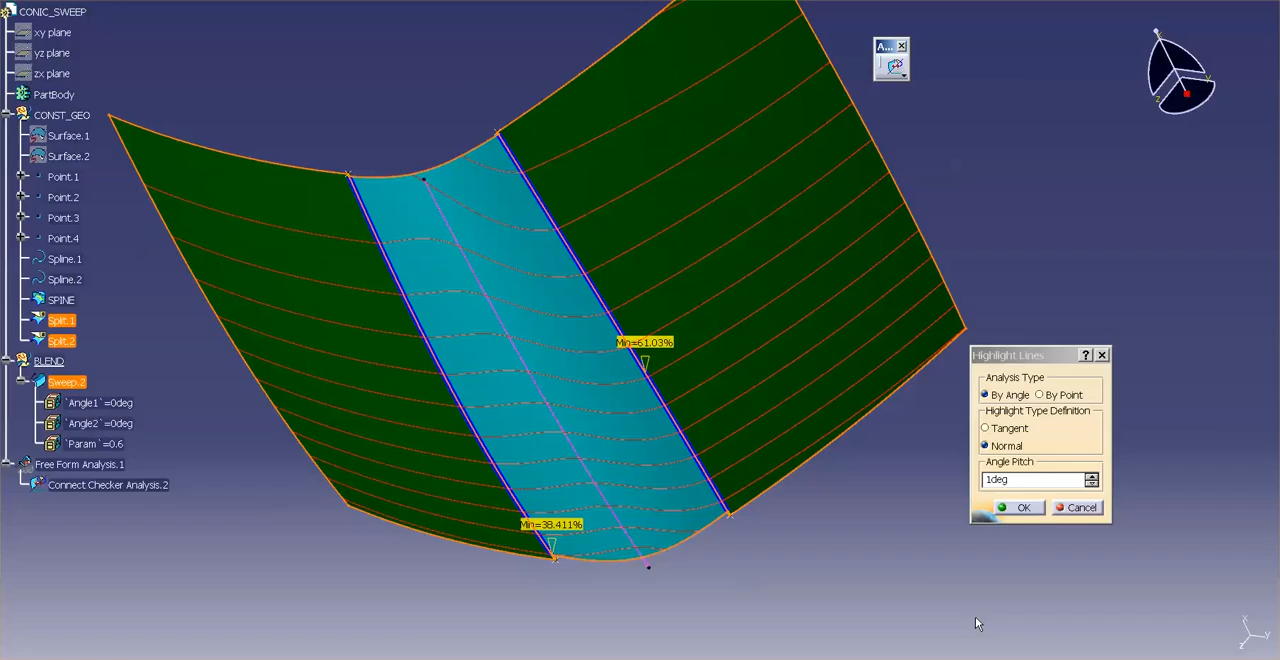 CONIC_SWEEP
xy plane
yz plane
zx plane
PartBody
CONST_GEO
Surface.1
Surface.2
Point.1
Point.2
Point.3
Point.4
Spline.1
Spline.2
SPINE
Split.1
Split.2
BLEND
Sweep.2
`Angle1`=0deg
`Angle2`=0deg
`Param`=0.6
Free Form Analysis.1
Connect Checker Analysis.2
A...
Min=61.03%
Min=38.411%
Highlight Lines
?
Analysis Type
By Angle By Point
Highlight Type Definition
Tangent
Normal
Angle Pitch
1deg
OK Cancel
x
y
z
x
y
z